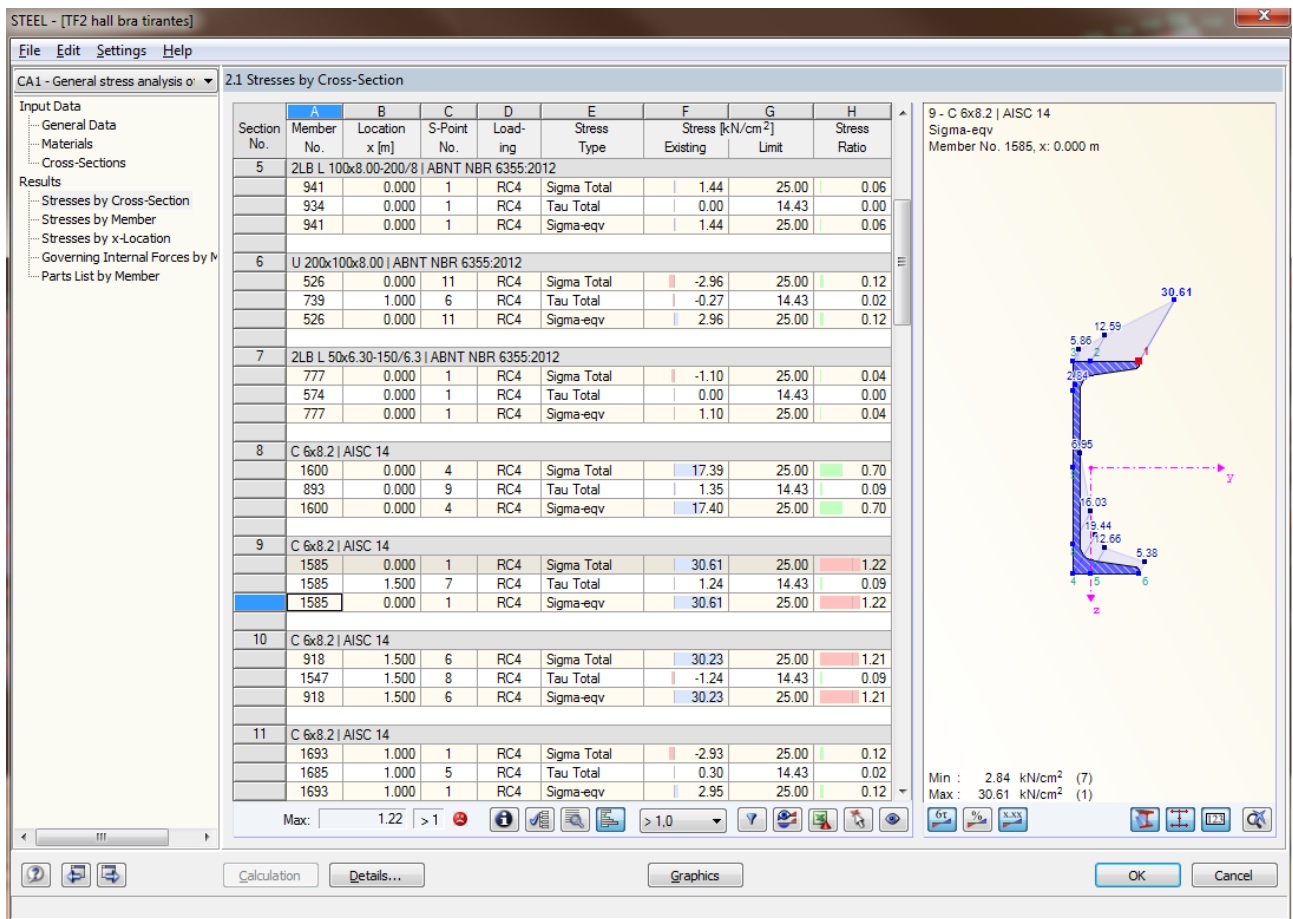 STEEL - [TF2 hall bra tirantes]
File Edit Settings Help
CA1 - General stress analysis of
Input Data
General Data
Materials
Cross-Sections
Results
Stresses by Cross-Section
Stresses by Member
Stresses by x-Location
Governing Internal Forces by M
Parts List by Member
2.1 Stresses by Cross-Section
A B C D E F G H
Section Member Location S-Point Load- Stress Stress [kN/cm²] Stress
No. No. x [m] No. ing Type Existing Limit Ratio
5 2LB L 100x8.00-200/8 | ABNT NBR 6355:2012
941 0.000 1 RC4 Sigma Total 1.44 25.00 0.06
934 0.000 1 RC4 Tau Total 0.00 14.43 0.00
941 0.000 1 RC4 Sigma-eqv 1.44 25.00 0.06
6 U 200x100x8.00 | ABNT NBR 6355:2012
526 0.000 11 RC4 Sigma Total -2.96 25.00 0.12
739 1.000 6 RC4 Tau Total -0.27 14.43 0.02
526 0.000 11 RC4 Sigma-eqv 2.96 25.00 0.12
7 2LB L 50x6.30-150/6.3 | ABNT NBR 6355:2012
777 0.000 1 RC4 Sigma Total -1.10 25.00 0.04
574 0.000 1 RC4 Tau Total 0.00 14.43 0.00
777 0.000 1 RC4 Sigma-eqv 1.10 25.00 0.04
8 C 6x8.2 | AISC 14
1600 0.000 4 RC4 Sigma Total 17.39 25.00 0.70
893 0.000 9 RC4 Tau Total 1.35 14.43 0.09
1600 0.000 4 RC4 Sigma-eqv 17.40 25.00 0.70
9 C 6x8.2 | AISC 14
1585 0.000 1 RC4 Sigma Total 30.61 25.00 1.22
1585 1.500 7 RC4 Tau Total 1.24 14.43 0.09
1585 0.000 1 RC4 Sigma-eqv 30.61 25.00 1.22
10 C 6x8.2 | AISC 14
918 1.500 6 RC4 Sigma Total 30.23 25.00 1.21
1547 1.500 8 RC4 Tau Total -1.24 14.43 0.09
918 1.500 6 RC4 Sigma-eqv 30.23 25.00 1.21
11 C 6x8.2 | AISC 14
1693 1.000 1 RC4 Sigma Total -2.93 25.00 0.12
1685 1.000 5 RC4 Tau Total 0.30 14.43 0.02
1693 1.000 1 RC4 Sigma-eqv 2.95 25.00 0.12
Max: 1.22 > 1
> 1,0
9 - C 6x8.2 | AISC 14
Sigma-eqv
Member No. 1585, x: 0.000 m
30.61
12.59
5.86
3 2 1
2.84
6.95
y
16.03
19.44
12.66
5.38
4 5 6
z
Min : 2.84 kN/cm² (7)
Max : 30.61 kN/cm² (1)
στ % x.xx
123
Calculation Details... Graphics OK Cancel